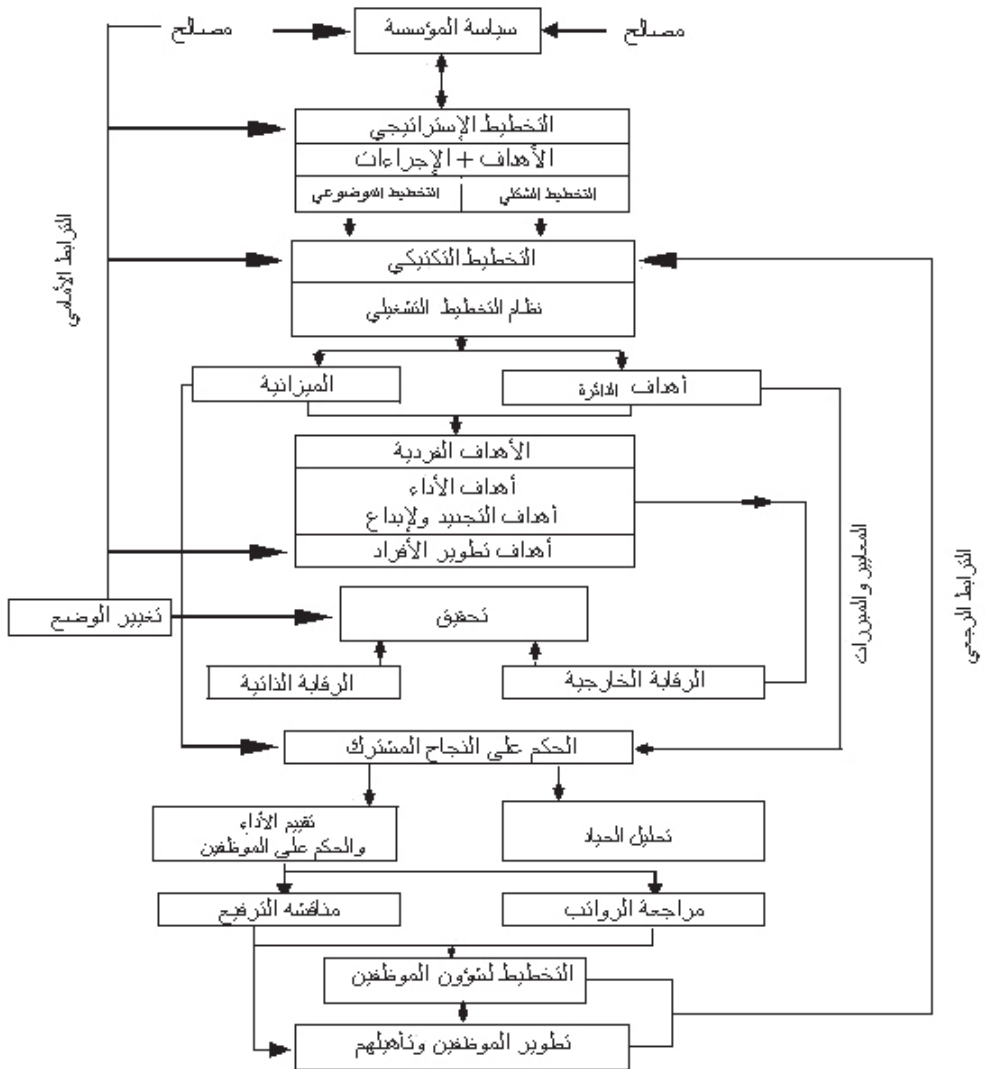 مصالح
سياسة المؤسسة
مصالح
التخطيط الإستراتيجي
الأهداف + الإجراءات
التخطيط الشكلي
التخطيط الموضوعي
التخطيط التكتيكي
نظام التخطيط التشغيلي
أهداف الدائرة
الميزانية
الأهداف الفردية
أهداف الأداء
أهداف التجديد ولإبداع
أهداف تطوير الأفراد
تحقيق
تغيير الوضع
الرقابة الخارجية
الرقابة الذاتية
الحكم على النجاح المشترك
تحليل الحياد
تقييم الأداء
والحكم على الموظفين
مراجعة الرواتب
مناقشه الترفيع
التخطيط لشؤون الموظفين
تطوير الموظفين وتأهيلهم
الترابط الأمامي
المعايير والمبررات
الترابط الرجعي